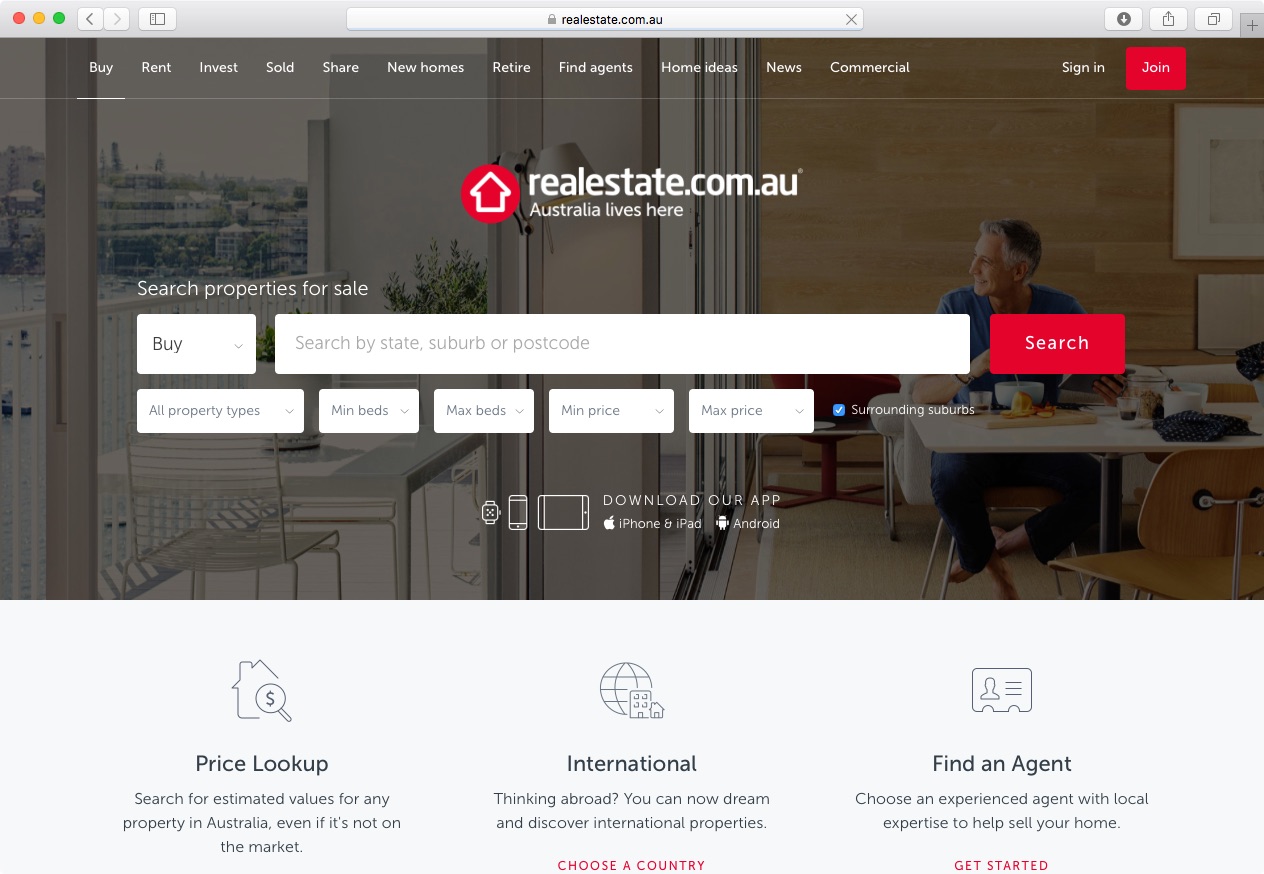 realestate.com.au
Buy Rent Invest Sold Share New homes Retire Find agents Home ideas News Commercial Sign in Join
realestate.com.au®
Australia lives here
Search properties for sale
Buy Search by state, suburb or postcode Search
All property types Min beds Max beds Min price Max price Surrounding suburbs
DOWNLOAD OUR APP
iPhone & iPad Android
$
Price Lookup
Search for estimated values for any
property in Australia, even if it's not on
the market.
International
Thinking abroad? You can now dream
and discover international properties.
CHOOSE A COUNTRY
Find an Agent
Choose an experienced agent with local
expertise to help sell your home.
GET STARTED